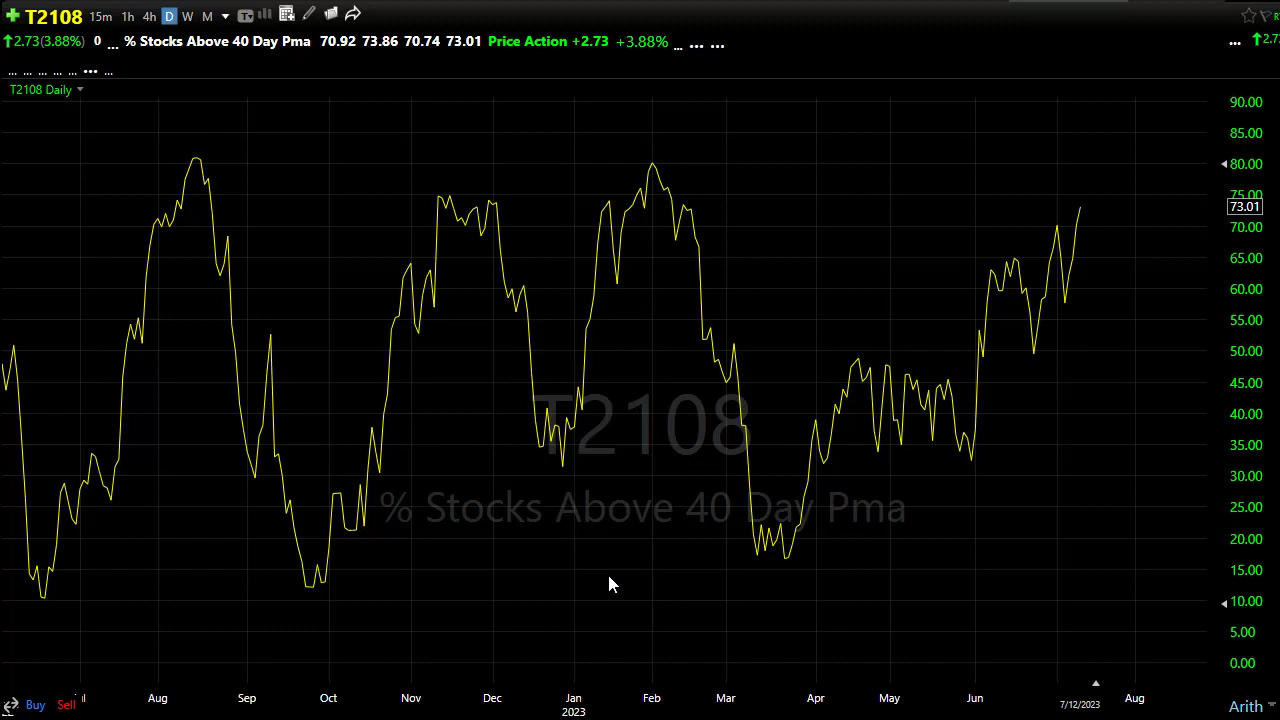 T2108 15m 1h 4h D W M Tv
2.73(3.88%) 0 ... % Stocks Above 40 Day Pma 70.92 73.86 70.74 73.01 Price Action +2.73 +3.88% ... ... ... ... 2.7
... ... ... ... ... ... ...
T2108 Daily
90.00
85.00
80.00
75.00
73.01
70.00
65.00
60.00
55.00
50.00
45.00
40.00
35.00
30.00
25.00
20.00
15.00
10.00
5.00
0.00
T2108
% Stocks Above 40 Day Pma
Buy Sell Aug Sep Oct Nov Dec Jan Feb Mar Apr May Jun Aug
2023 7/12/2023 Arith